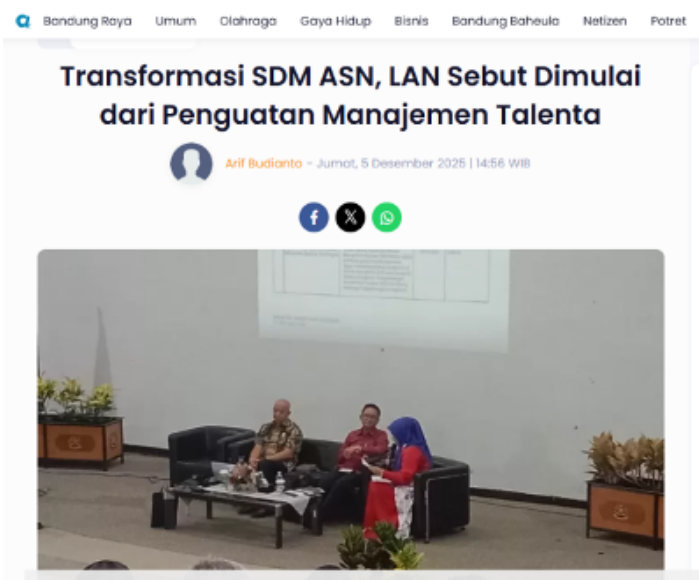 Bandung Raya Umum Olahraga Gaya Hidup Bisnis Bandung Baheula Netizen Potret
Transformasi SDM ASN, LAN Sebut Dimulai
dari Penguatan Manajemen Talenta
Arif Budianto - Jumat, 5 Desember 2025 | 14:56 WIB